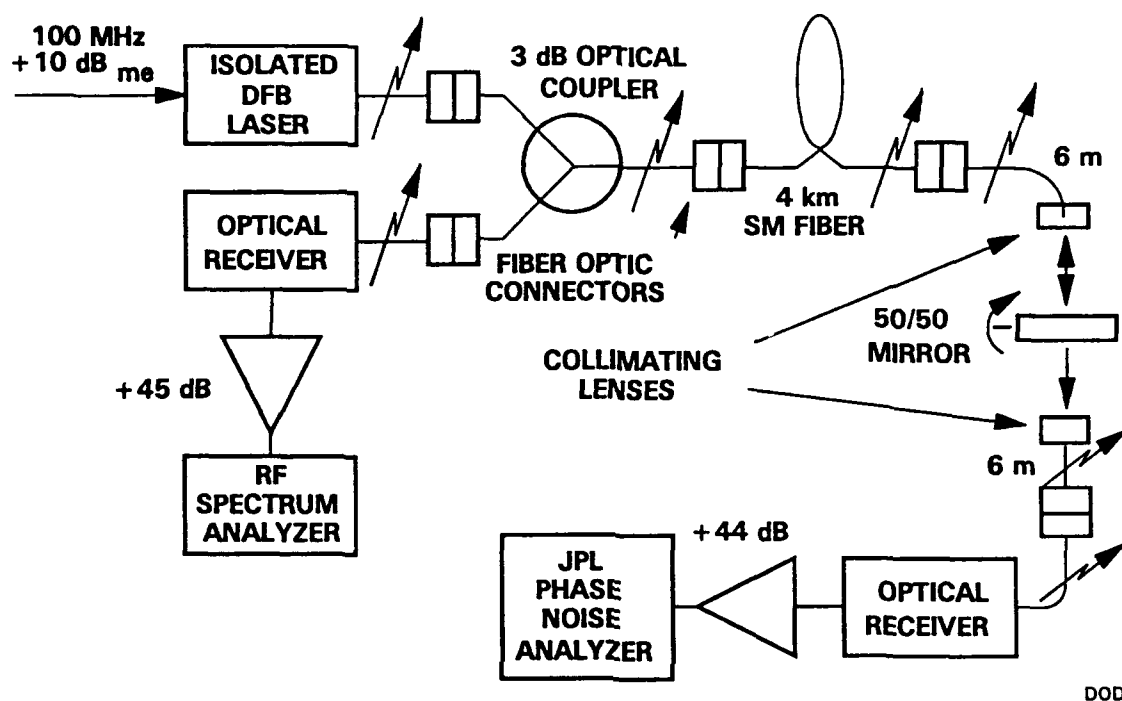 100 MHz
+10 dBme
ISOLATED
DFB
LASER
3 dB OPTICAL
COUPLER
6 m
4 km
SM FIBER
OPTICAL
RECEIVER
FIBER OPTIC
CONNECTORS
50/50
MIRROR
COLLIMATING
LENSES
+45 dB
RF
SPECTRUM
ANALYZER
6 m
+44 dB
JPL
PHASE
NOISE
ANALYZER
OPTICAL
RECEIVER
DOD